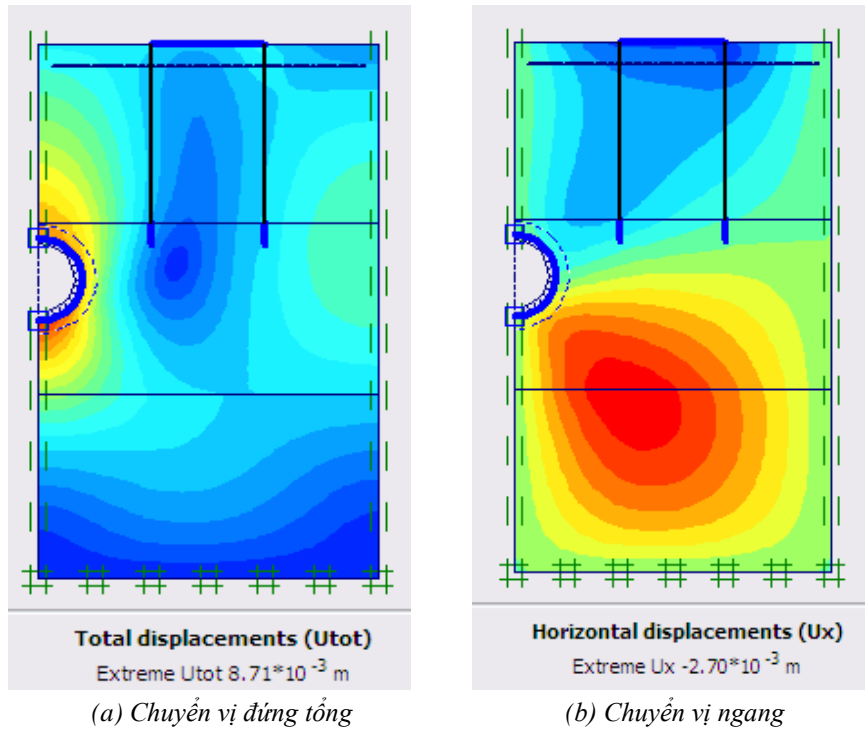 Total displacements (Utot)
Extreme Utot 8.71*10 -3 m
(a) Chuyển vị đứng tổng
Horizontal displacements (Ux)
Extreme Ux -2.70*10 -3 m
(b) Chuyển vị ngang